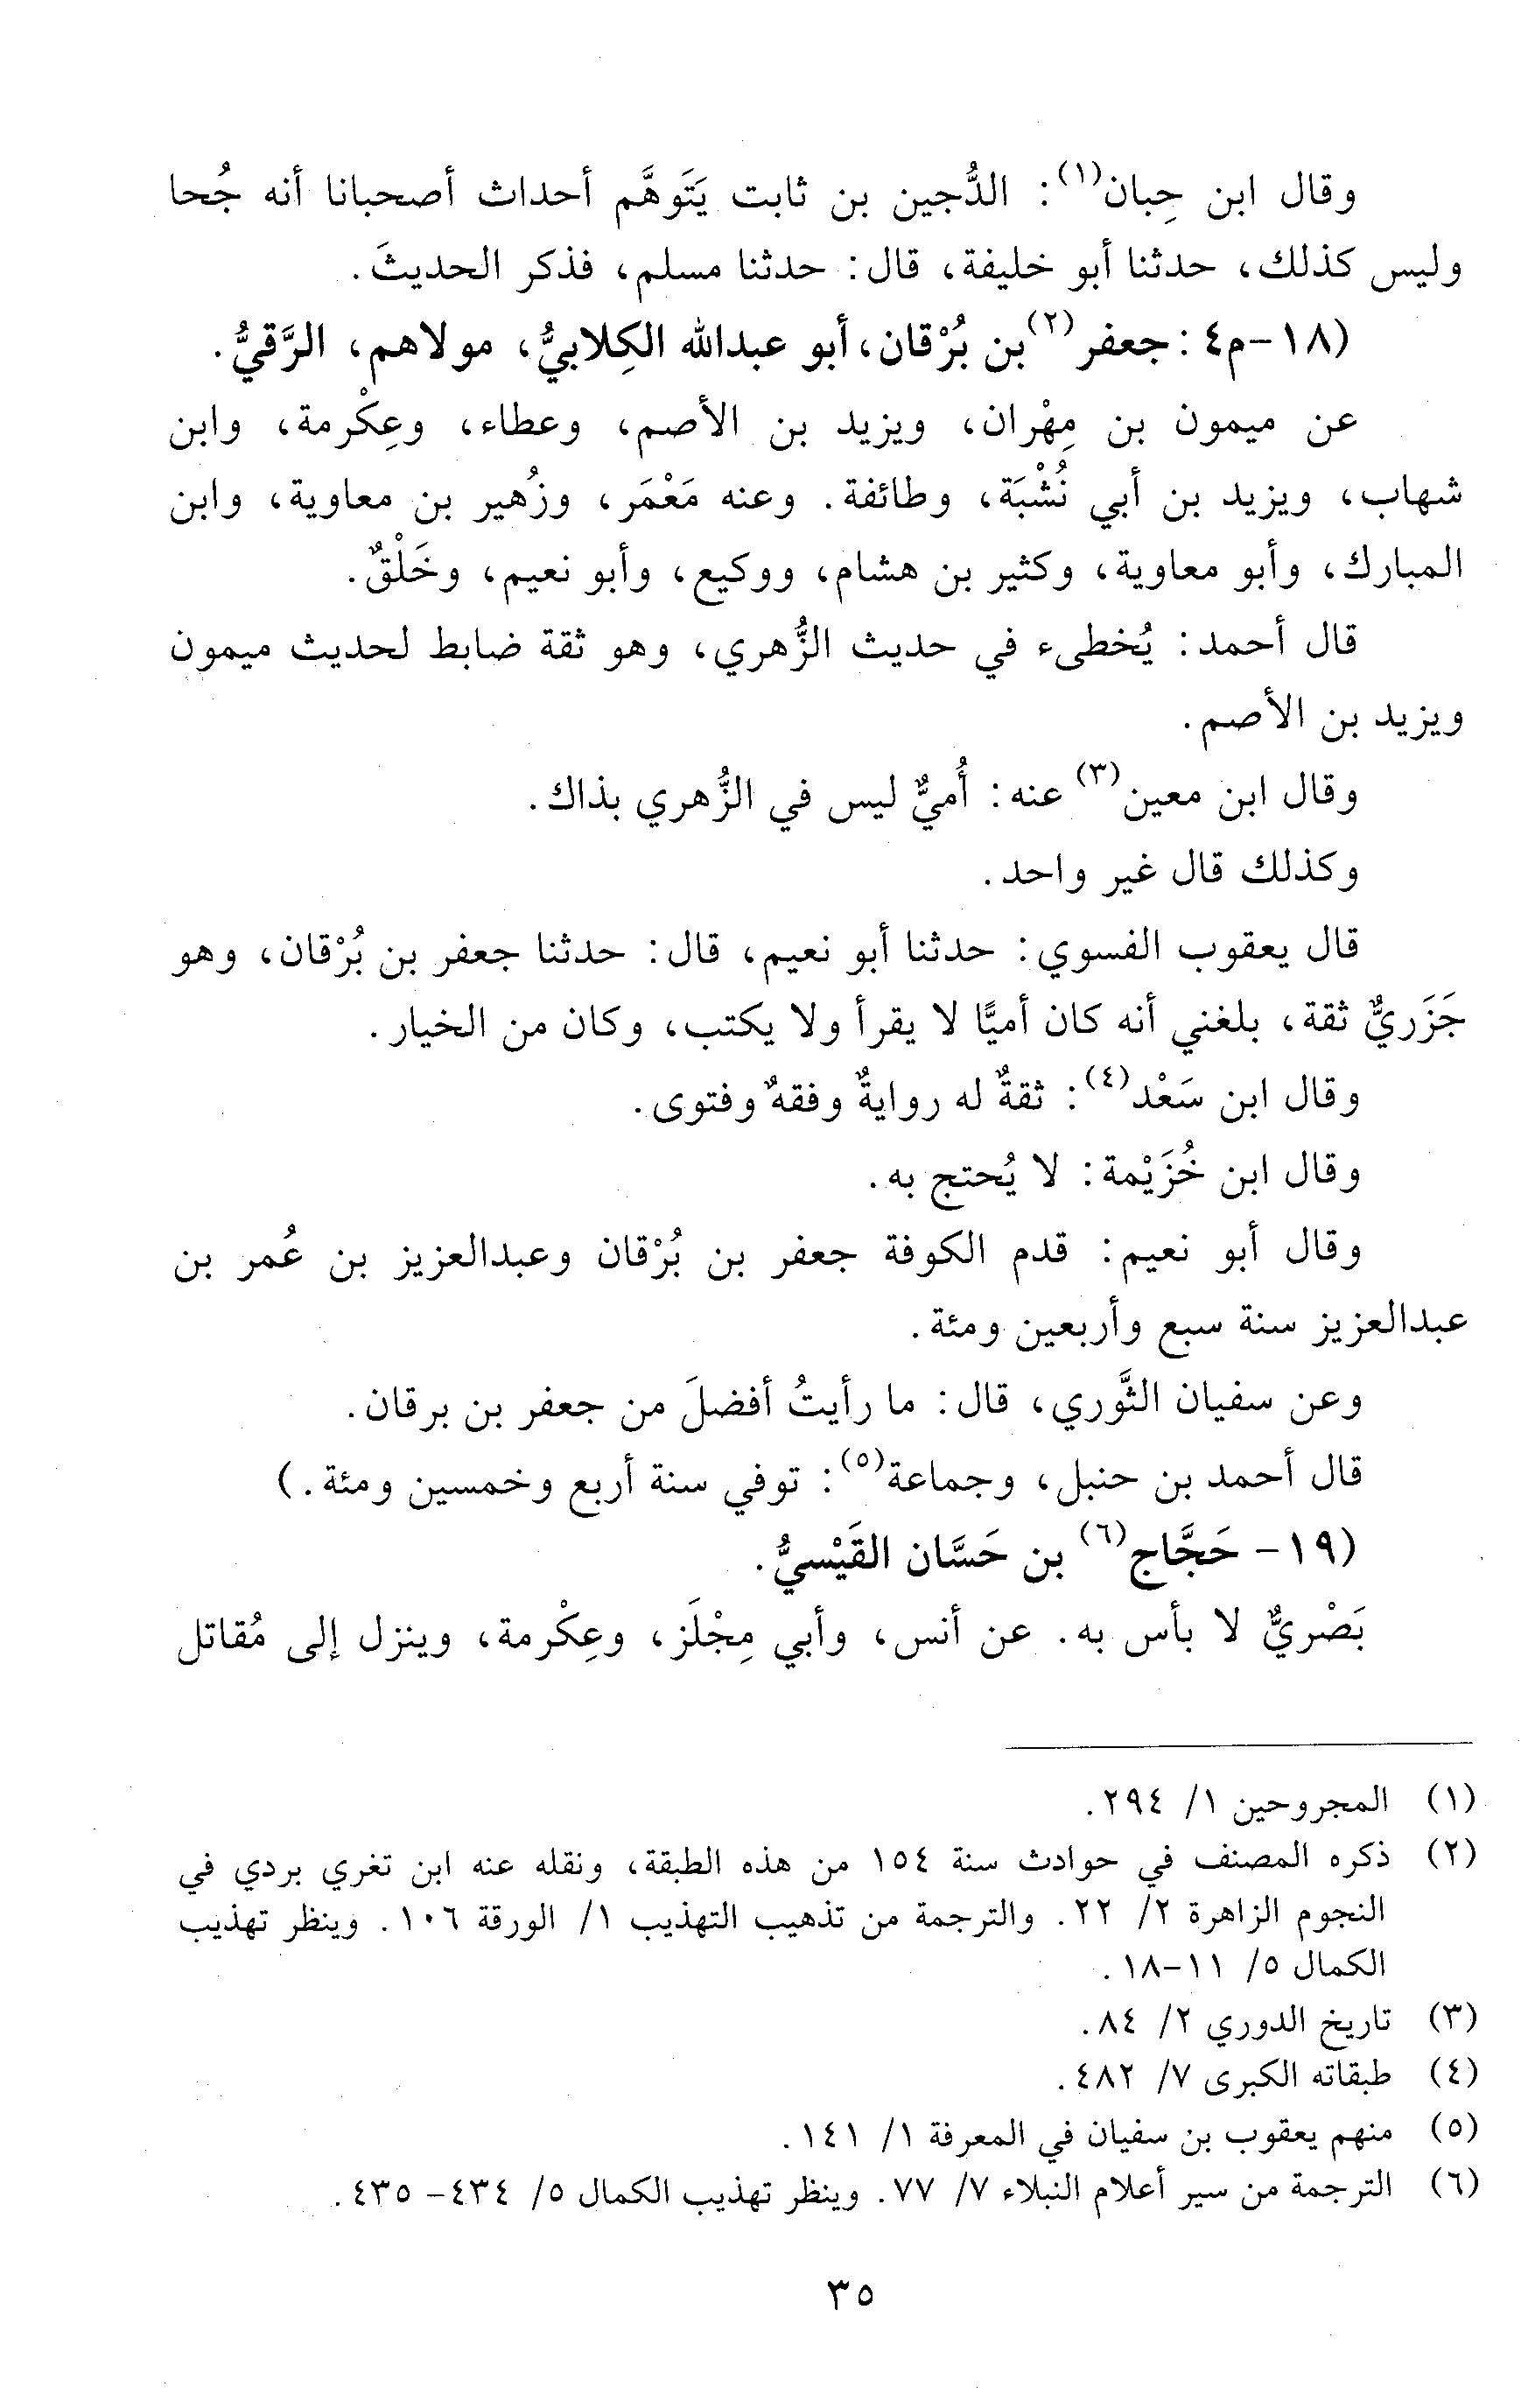 وقال ابن حِبان(١): الدُّجين بن ثابت يَتَوهَّم أحداث أصحبانا أنه جُحا
وليس كذلك، حدثنا أبو خليفة، قال: حدثنا مسلم، فذكر الحديثَ.
(١٨-م٤: جعفر(٢) بن بُرْقان، أبو عبدالله الكِلابيُّ، مولاهم، الرَّقيُّ.
عن ميمون بن مِهْران، ويزيد بن الأصم، وعطاء، وعِكْرمة، وابن
شهاب، ويزيد بن أبي نُشْبَة، وطائفة. وعنه مَعْمَر، وزُهير بن معاوية، وابن
المبارك، وأبو معاوية، وكثير بن هشام، ووكيع، وأبو نعيم، وخَلْقٌ.
قال أحمد: يُخطىء في حديث الزُّهري، وهو ثقة ضابط لحديث ميمون
ويزيد بن الأصم.
وقال ابن معين(٣) عنه: أُميٌّ ليس في الزُّهري بذاك.
وكذلك قال غير واحد.
قال يعقوب الفسوي: حدثنا أبو نعيم، قال: حدثنا جعفر بن بُرْقان، وهو
جَزَريٌّ ثقة، بلغني أنه كان أميًّا لا يقرأ ولا يكتب، وكان من الخيار.
وقال ابن سَعْد(٤): ثقةٌ له روايةٌ وفقهٌ وفتوى.
وقال ابن خُزَيْمة: لا يُحتج به.
وقال أبو نعيم: قدم الكوفة جعفر بن بُرْقان وعبدالعزيز بن عُمر بن
عبدالعزيز سنة سبع وأربعين ومئة.
وعن سفيان الثَّوري، قال: ما رأيتُ أفضلَ من جعفر بن برقان.
قال أحمد بن حنبل، وجماعة(٥): توفي سنة أربع وخمسين ومئة.)
(١٩- حَجَّاج(٦) بن حَسَّان القَيْسيُّ.
بَصْريٌّ لا بأس به. عن أنس، وأبي مِجْلَز، وعِكْرمة، وينزل إلى مُقاتل
(١) المجروحين ١/ ٢٩٤.
(٢) ذكره المصنف في حوادث سنة ١٥٤ من هذه الطبقة، ونقله عنه ابن تغري بردي في
النجوم الزاهرة ٢/ ٢٢. والترجمة من تذهيب التهذيب ١/ الورقة ١٠٦. وينظر تهذيب
الكمال ٥/ ١١-١٨.
(٣) تاريخ الدوري ٢/ ٨٤.
(٤) طبقاته الكبرى ٧/ ٤٨٢.
(٥) منهم يعقوب بن سفيان في المعرفة ١/ ١٤١.
(٦) الترجمة من سير أعلام النبلاء ٧/ ٧٧. وينظر تهذيب الكمال ٥/ ٤٣٤- ٤٣٥.
٣٥